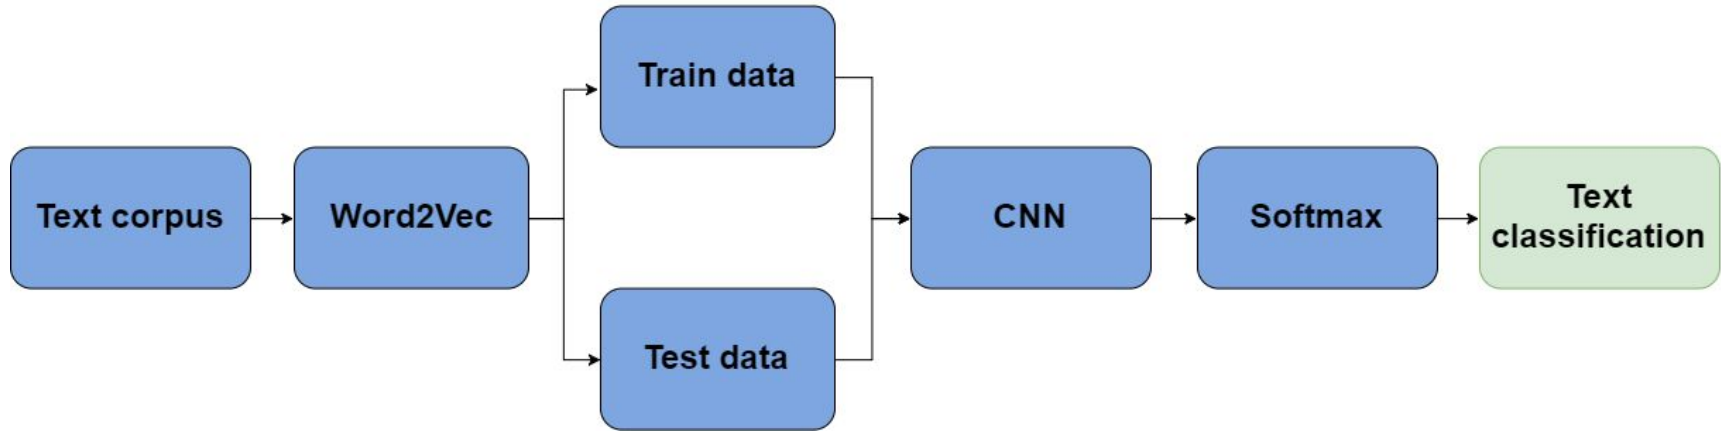 Text corpus
Word2Vec
Train data
Test data
CNN
Softmax
Text
classification